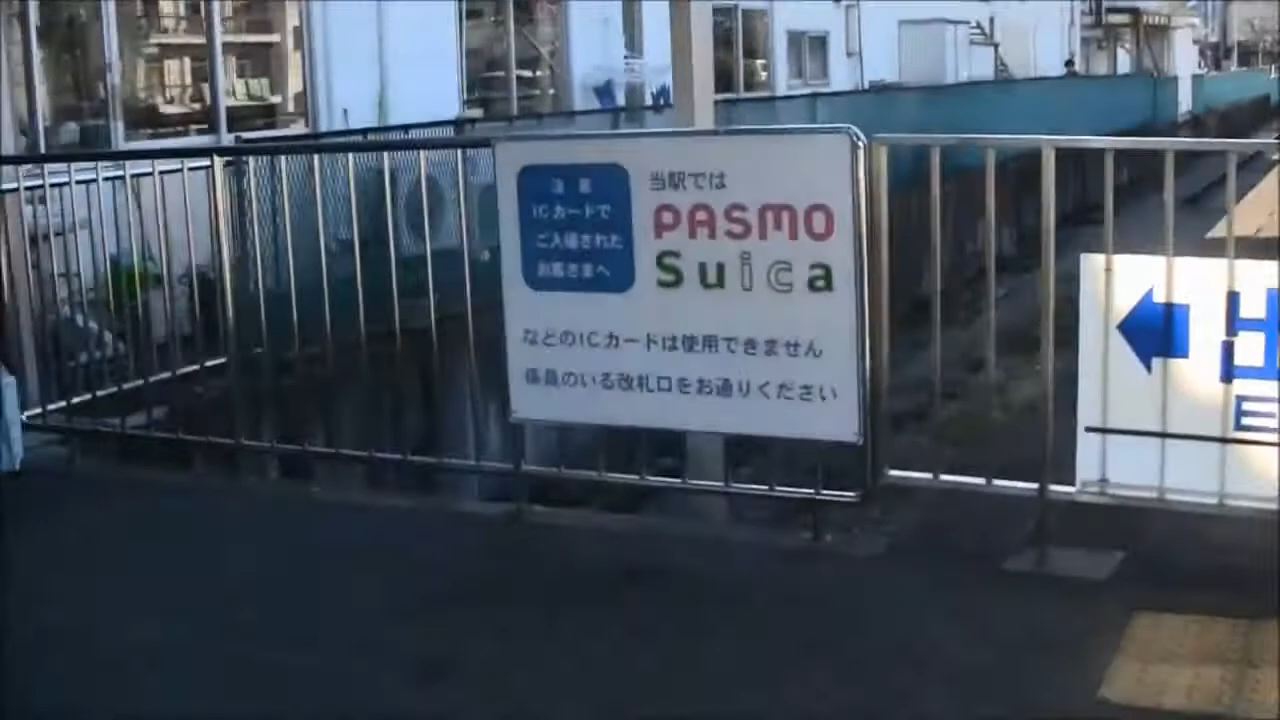 注意
ICカードで
ご入場された
お客さまへ
当駅では
PASMO
Suica
などのICカードは使用できません
係員のいる改札口をお通りください